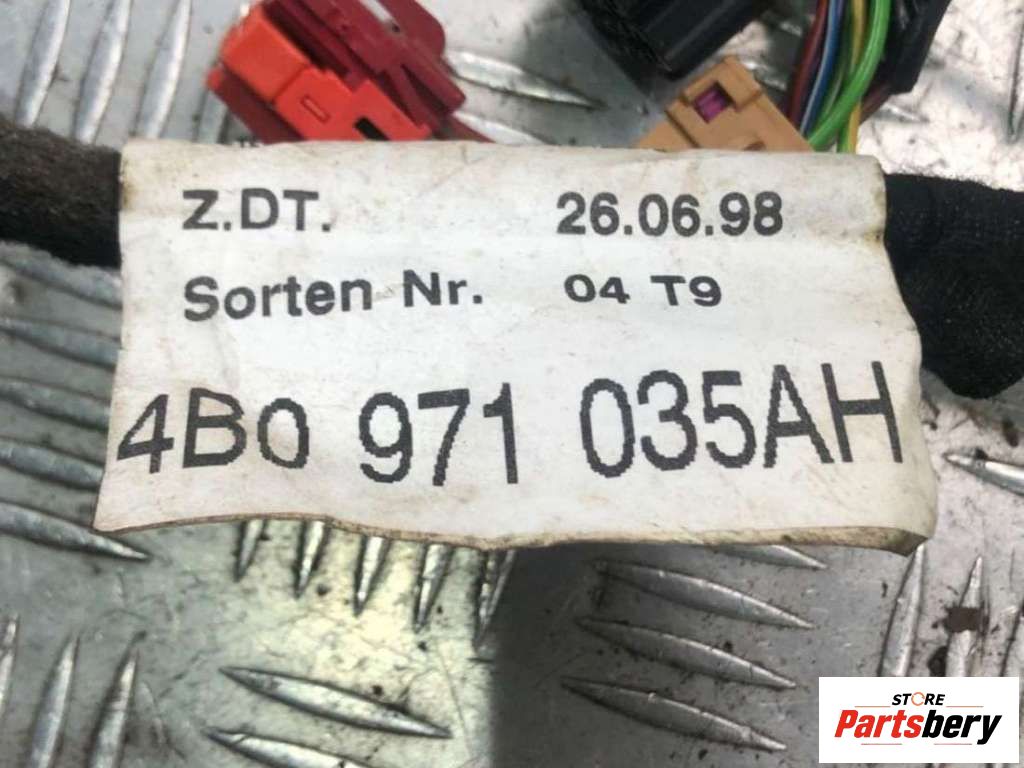 Z.DT. 26.06.98
Sorten Nr. 04 T9
4B0 971 035AH
STORE
Partsbery